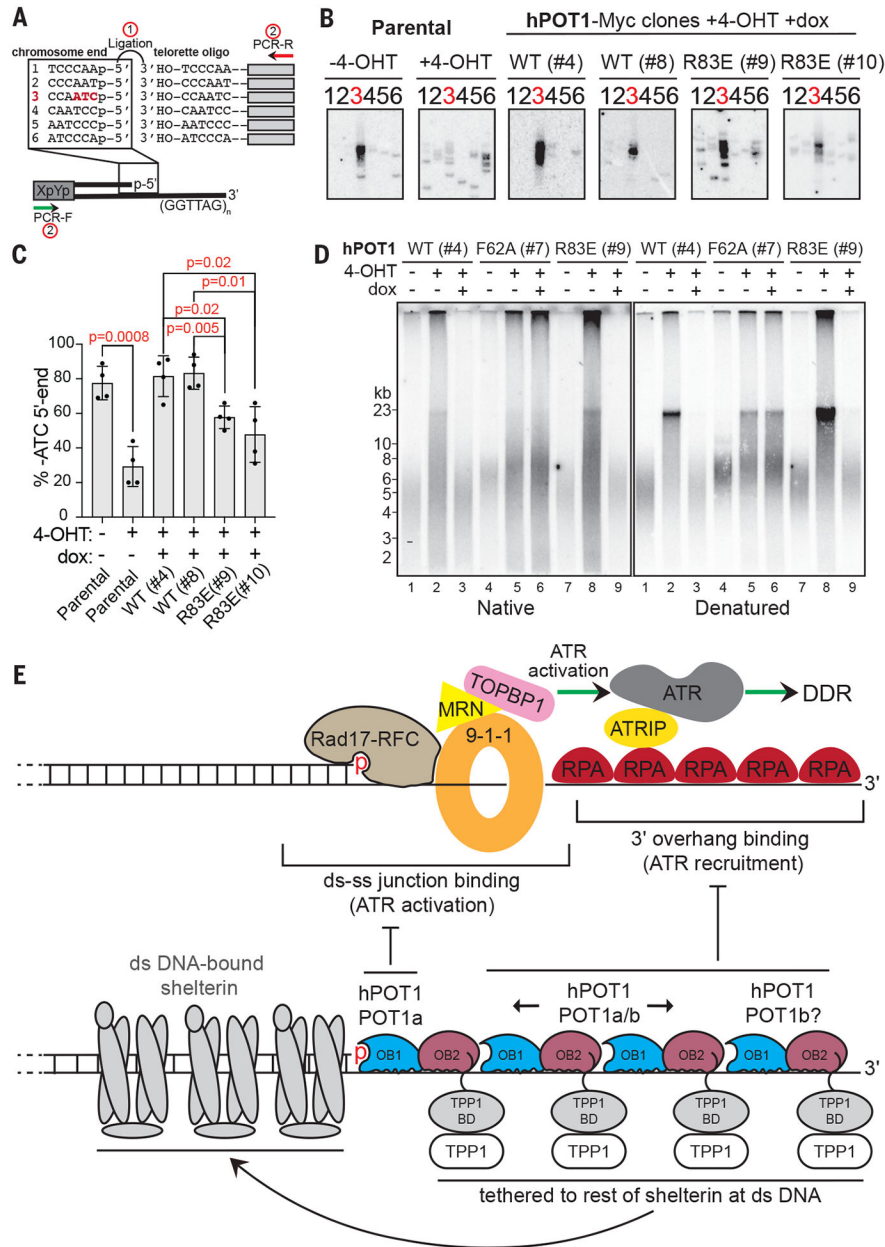 A
chromosome end
① Ligation
telorette oligo
② PCR-R
1 TCCCAAp-5' 3'HO-TCCCAA--
2 CCCAATp-5' 3'HO-CCCAAT--
3 CCAATCp-5' 3'HO-CCAATC--
4 CAATCCp-5' 3'HO-CAATCC--
5 AATCCCp-5' 3'HO-AATCCC--
6 ATCCCAp-5' 3'HO-ATCCCA--
XpYp
p-5'
3'
(GGTTAG)n
PCR-F
②
B
Parental
hPOT1-Myc clones +4-OHT +dox
-4-OHT +4-OHT WT (#4) WT (#8) R83E (#9) R83E (#10)
123456 123456 123456 123456 123456 123456
C
p=0.02
p=0.01
p=0.02
p=0.0008
p=0.005
% -ATC 5'-end
100
80
60
40
20
0
4-OHT: - + + + + +
dox: - - + + + +
Parental
Parental
WT (#4)
WT (#8)
R83E(#9)
R83E(#10)
D
hPOT1 WT (#4) F62A (#7) R83E (#9) WT (#4) F62A (#7) R83E (#9)
4-OHT - + + - + + - + + - + + - + + - + +
dox - - + - - + - - + - - + - - + - - +
kb
23
10
8
6
5
4
3
2
1 2 3 4 5 6 7 8 9 1 2 3 4 5 6 7 8 9
Native Denatured
E
ATR
activation
TOPBP1
MRN
ATR
DDR
ATRIP
Rad17-RFC
9-1-1
p
RPA RPA RPA RPA RPA
3'
ds-ss junction binding
(ATR activation)
3' overhang binding
(ATR recruitment)
ds DNA-bound
shelterin
hPOT1
POT1a
hPOT1
POT1a/b
hPOT1
POT1b?
p
OB1 OB2 OB1 OB2 OB1 OB2 OB1 OB2
3'
TPP1
BD
TPP1
BD
TPP1
BD
TPP1
BD
TPP1 TPP1 TPP1 TPP1
tethered to rest of shelterin at ds DNA